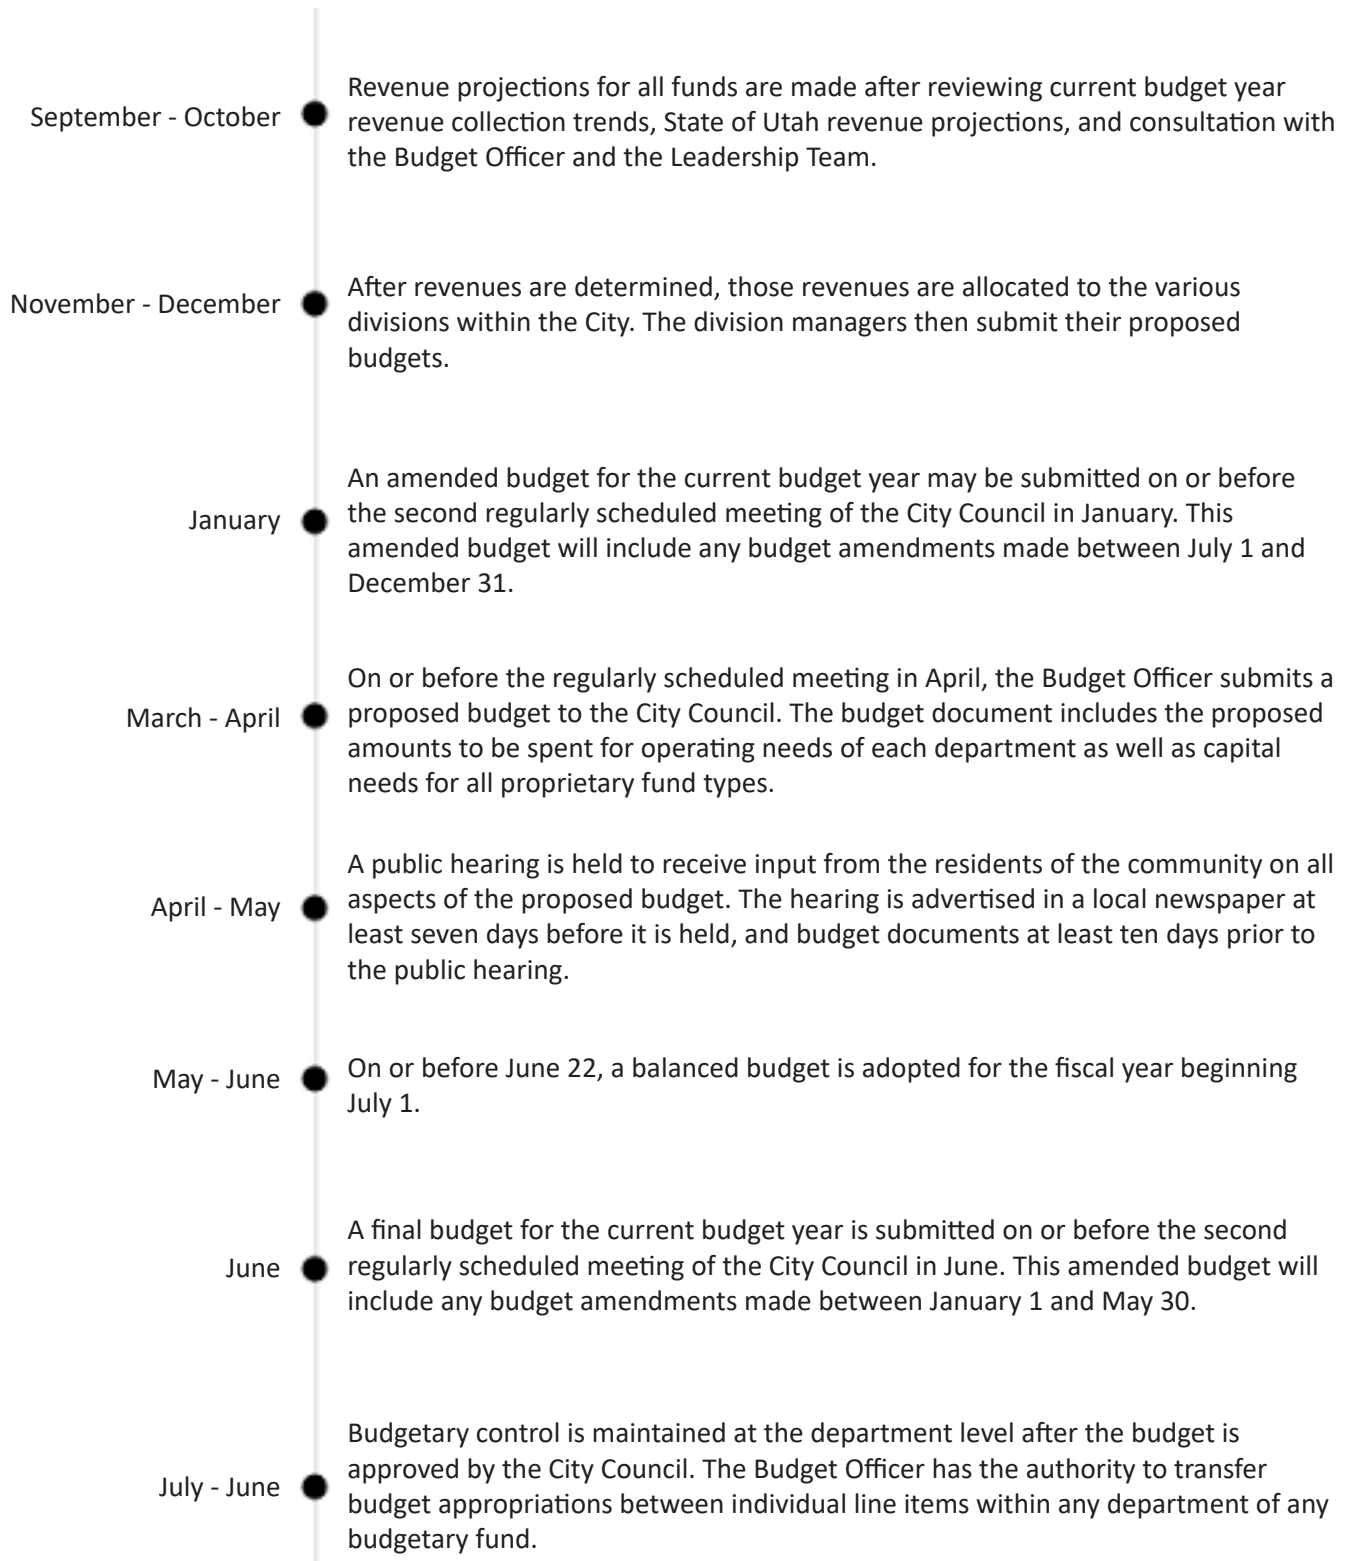 September - October
Revenue projections for all funds are made after reviewing current budget year
revenue collection trends, State of Utah revenue projections, and consultation with
the Budget Officer and the Leadership Team.
November - December
After revenues are determined, those revenues are allocated to the various
divisions within the City. The division managers then submit their proposed
budgets.
January
An amended budget for the current budget year may be submitted on or before
the second regularly scheduled meeting of the City Council in January. This
amended budget will include any budget amendments made between July 1 and
December 31.
March - April
On or before the regularly scheduled meeting in April, the Budget Officer submits a
proposed budget to the City Council. The budget document includes the proposed
amounts to be spent for operating needs of each department as well as capital
needs for all proprietary fund types.
April - May
A public hearing is held to receive input from the residents of the community on all
aspects of the proposed budget. The hearing is advertised in a local newspaper at
least seven days before it is held, and budget documents at least ten days prior to
the public hearing.
May - June
On or before June 22, a balanced budget is adopted for the fiscal year beginning
July 1.
June
A final budget for the current budget year is submitted on or before the second
regularly scheduled meeting of the City Council in June. This amended budget will
include any budget amendments made between January 1 and May 30.
July - June
Budgetary control is maintained at the department level after the budget is
approved by the City Council. The Budget Officer has the authority to transfer
budget appropriations between individual line items within any department of any
budgetary fund.